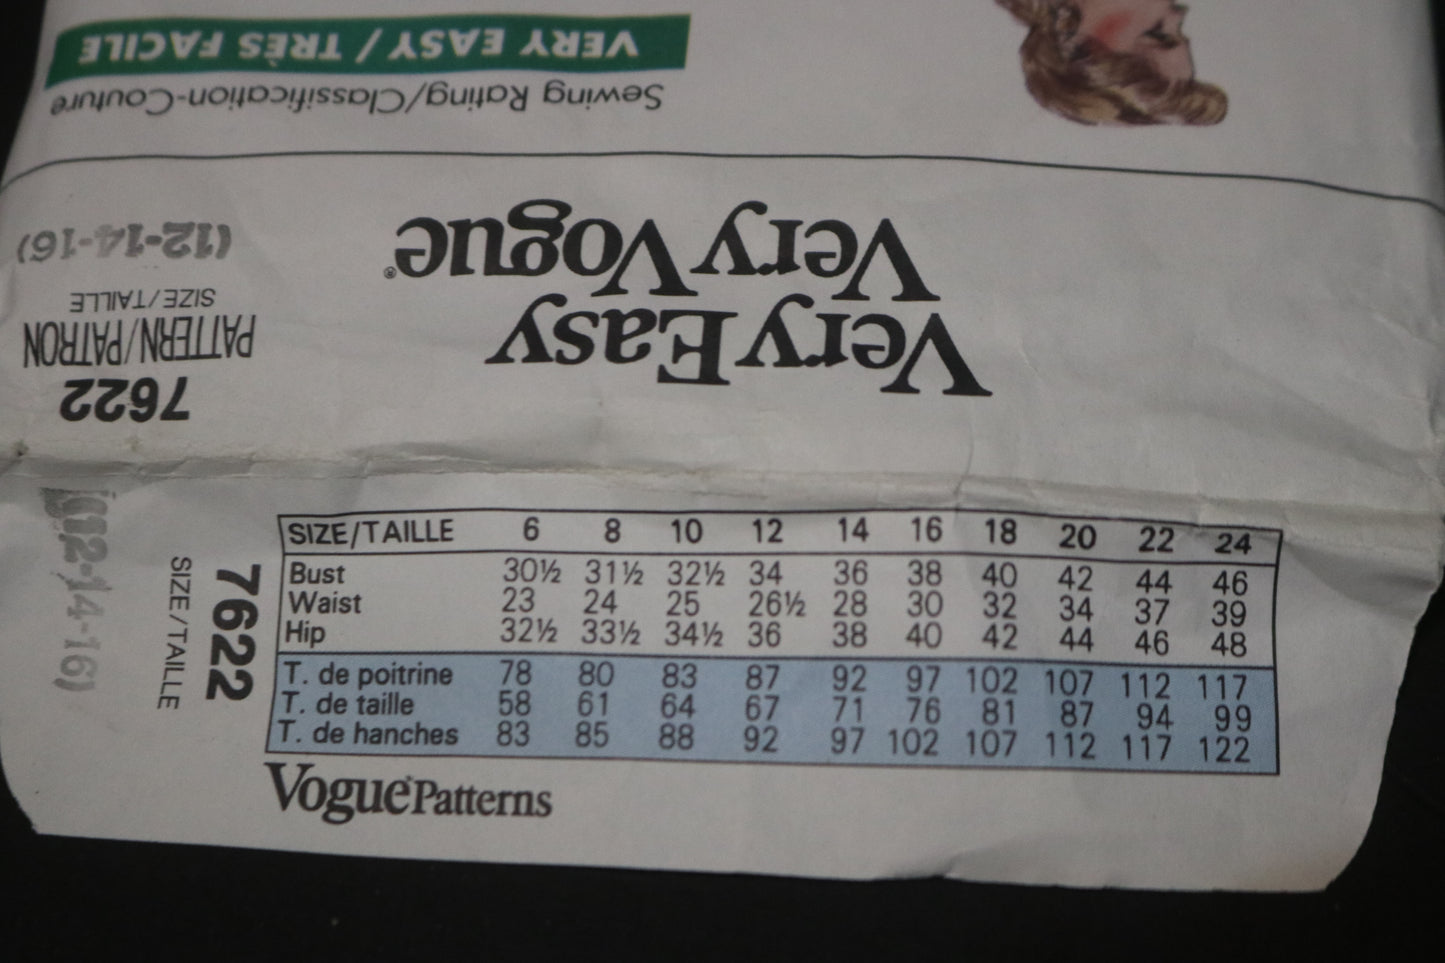 Very Easy
Very Vogue®
7622
PATTERN/PATRON
SIZE/TAILLE
(12-14-16)
Sewing Rating/Classification-Couture
VERY EASY / TRÈS FACILE
7622
SIZE/TAILLE
(12-14-16)
SIZE/TAILLE 6 8 10 12 14 16 18 20 22 24
Bust 30½ 31½ 32½ 34 36 38 40 42 44 46
Waist 23 24 25 26½ 28 30 32 34 37 39
Hip 32½ 33½ 34½ 36 38 40 42 44 46 48
T. de poitrine 78 80 83 87 92 97 102 107 112 117
T. de taille 58 61 64 67 71 76 81 87 94 99
T. de hanches 83 85 88 92 97 102 107 112 117 122
Vogue Patterns